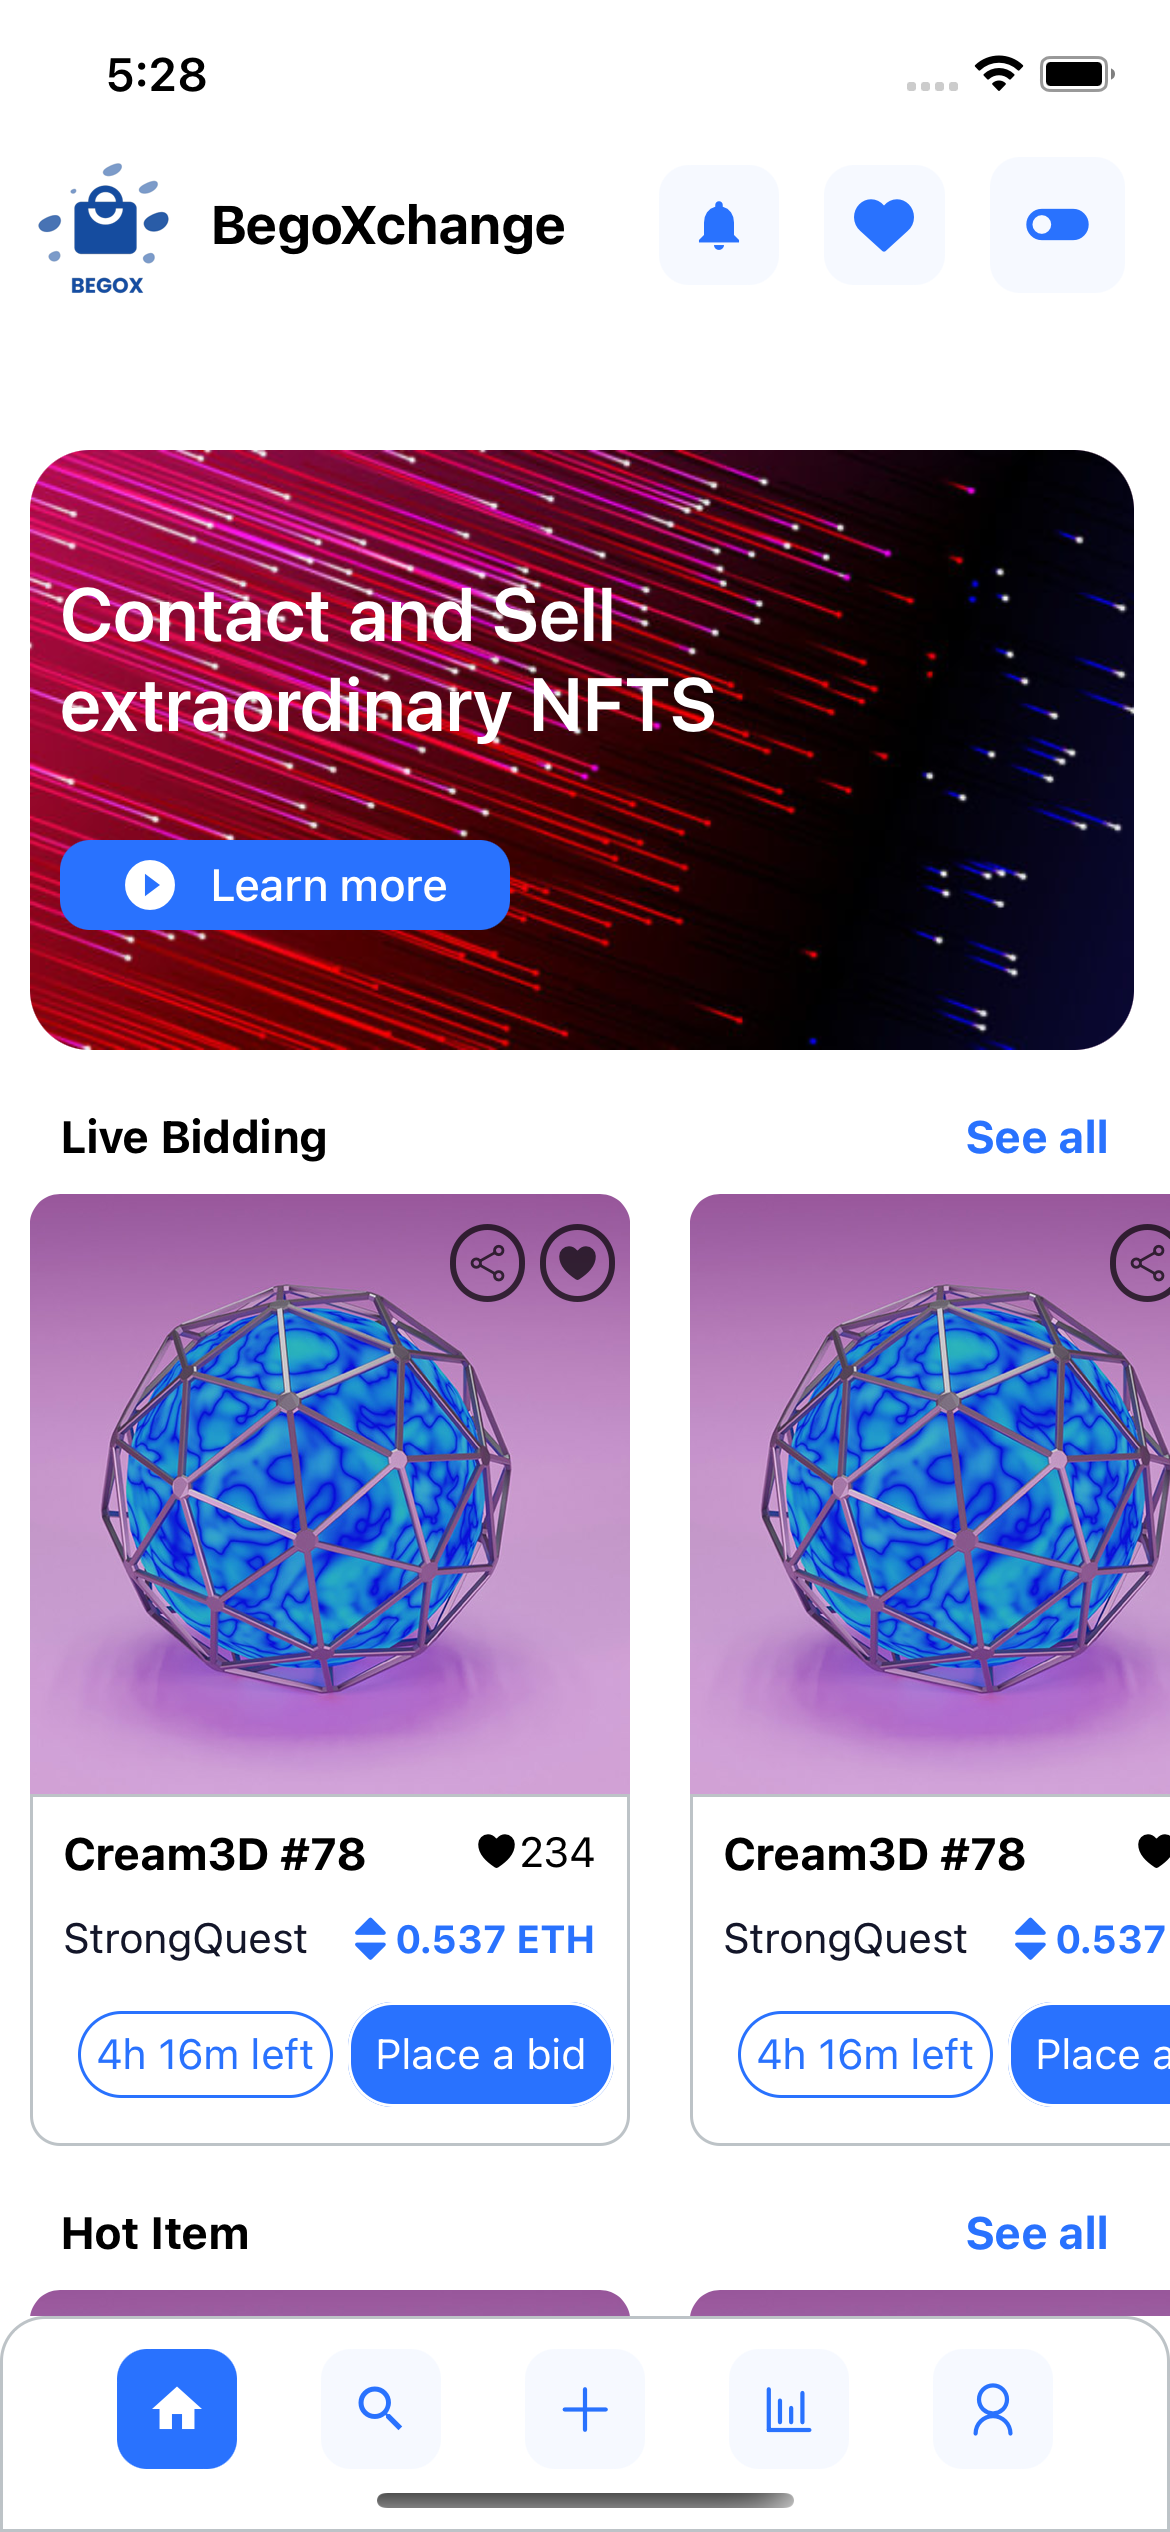 5:28
BEGOX
BegoXchange
Contact and Sell
extraordinary NFTS
Learn more
Live Bidding
See all
Cream3D #78
234
StrongQuest
0.537 ETH
4h 16m left
Place a bid
Cream3D #78
StrongQuest
0.537
4h 16m left
Place a
Hot Item
See all